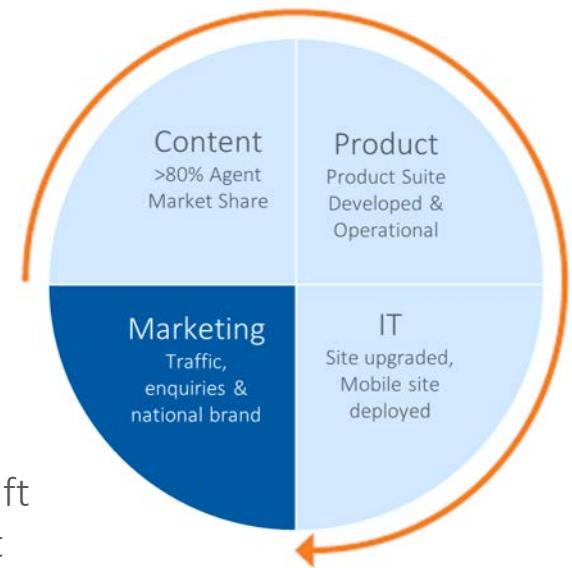 Content
>80% Agent
Market Share
Product
Product Suite
Developed &
Operational
Marketing
Traffic,
enquiries &
national brand
IT
Site upgraded,
Mobile site
deployed
ft
t